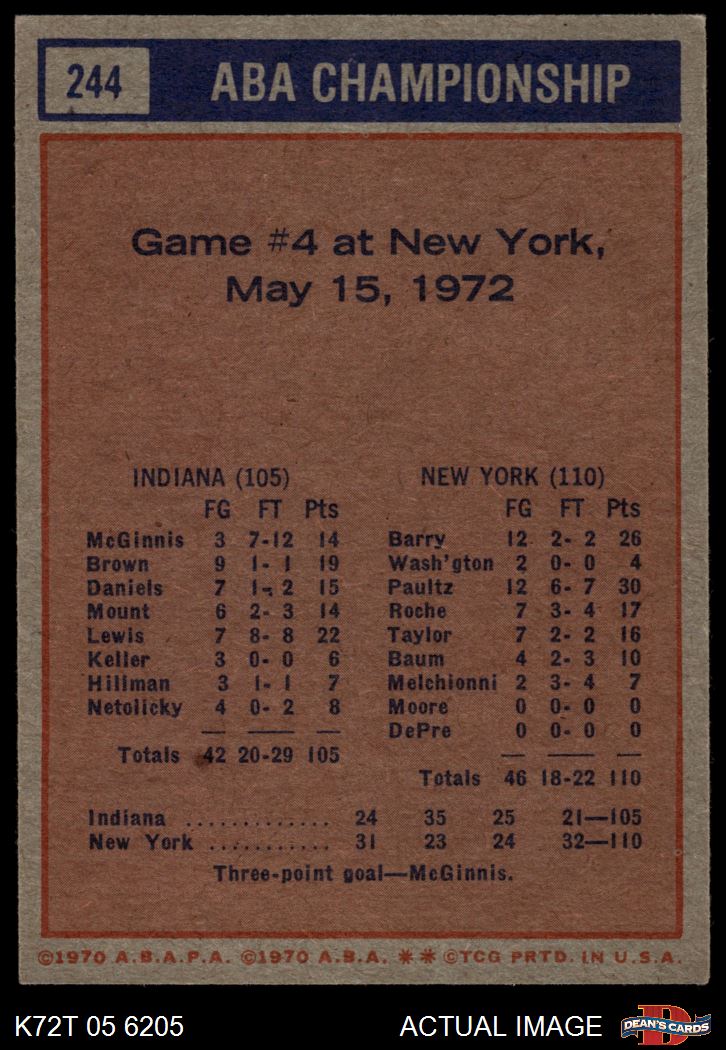 244 ABA CHAMPIONSHIP
Game #4 at New York,
May 15, 1972
INDIANA (105)
FG FT Pts
McGinnis 3 7-12 14
Brown 9 1- 1 19
Daniels 7 1- 2 15
Mount 6 2- 3 14
Lewis 7 8- 8 22
Keller 3 0- 0 6
Hillman 3 1- 1 7
Netolicky 4 0- 2 8
Totals 42 20-29 105
NEW YORK (110)
FG FT Pts
Barry 12 2- 2 26
Wash'gton 2 0- 0 4
Paultz 12 6- 7 30
Roche 7 3- 4 17
Taylor 7 2- 2 16
Baum 4 2- 3 10
Melchionni 2 3- 4 7
Moore 0 0- 0 0
DePre 0 0- 0 0
Totals 46 18-22 110
Indiana ............. 24 35 25 21—105
New York ........... 31 23 24 32—110
Three-point goal—McGinnis.
©1970 A.B.A.P.A. ©1970 A.B.A. ** ©TCG PRTD. IN U.S.A.
K72T 05 6205 ACTUAL IMAGE
D
DEAN'S CARDS